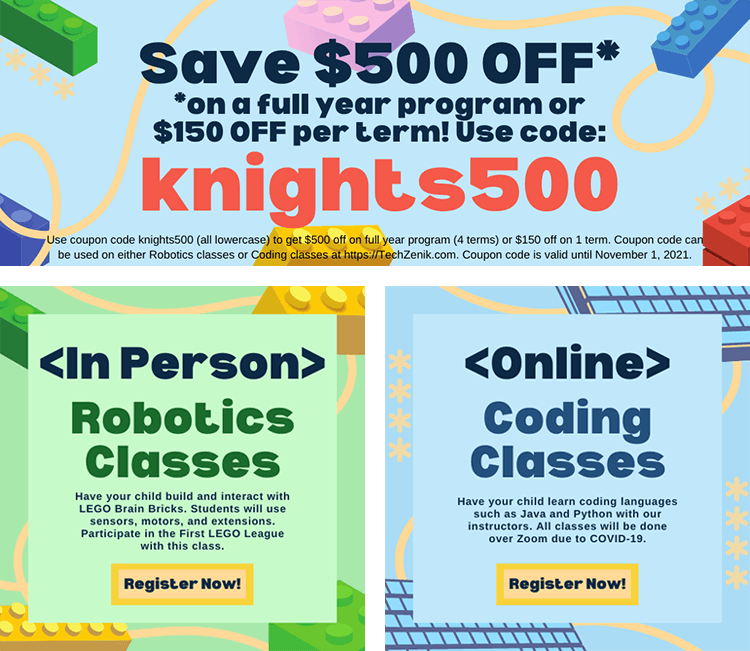 Save $500 OFF*
*on a full year program or
$150 OFF per term! Use code:
knights500
Use coupon code knights500 (all lowercase) to get $500 off on full year program (4 terms) or $150 off on 1 term. Coupon code can
be used on either Robotics classes or Coding classes at https://TechZenik.com. Coupon code is valid until November 1, 2021.
<In Person>
Robotics
Classes
Have your child build and interact with
LEGO Brain Bricks. Students will use
sensors, motors, and extensions.
Participate in the First LEGO League
with this class.
Register Now!
<Online>
Coding
Classes
Have your child learn coding languages
such as Java and Python with our
instructors. All classes will be done
over Zoom due to COVID-19.
Register Now!